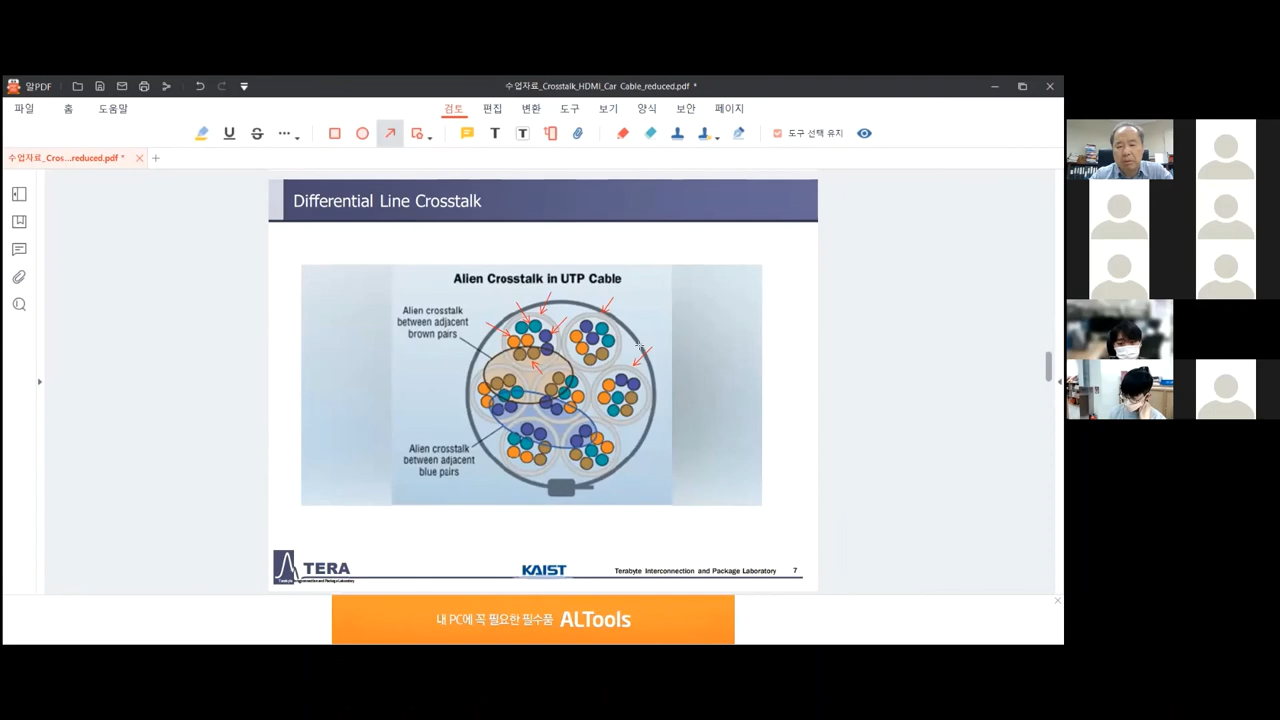 알PDF
수업자료_Crosstalk_HDMI_Car Cable_reduced.pdf *
파일 홈 도움말 검토 편집 변환 도구 보기 양식 보안 페이지
도구 선택 유지
수업자료_Cros...reduced.pdf *
Differential Line Crosstalk
Alien Crosstalk in UTP Cable
Alien crosstalk
between adjacent
brown pairs
Alien crosstalk
between adjacent
blue pairs
TERA
KAIST
Terabyte Interconnection and Package Laboratory 7
내 PC에 꼭 필요한 필수품 ALTools